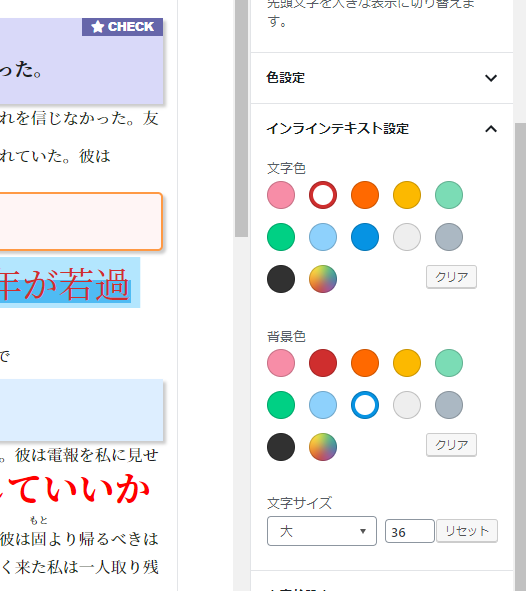 CHECK
った。
れを信じなかった。友
れていた。彼は
年が若過
で
。彼は電報を私に見せ
していいか
もと
彼は固より帰るべきは
く来た私は一人取り残
先頭文字を大きな表示に切り替えま
す。
色設定
インラインテキスト設定
文字色
クリア
背景色
クリア
文字サイズ
大
36
リセット